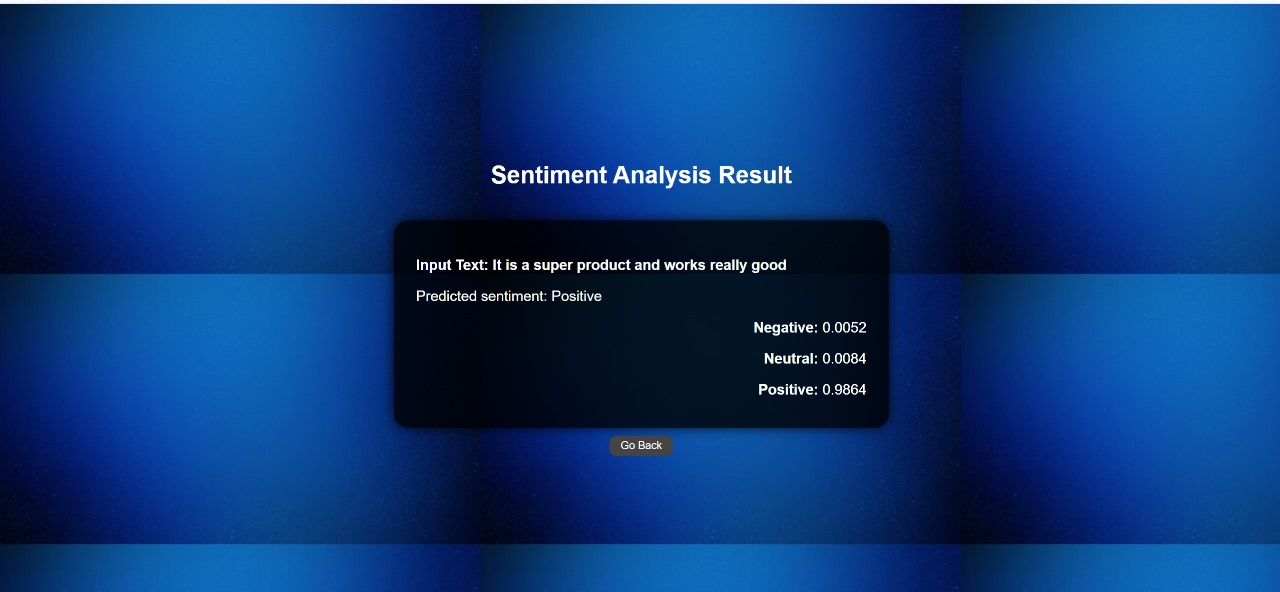 Sentiment Analysis Result
Input Text: It is a super product and works really good
Predicted sentiment: Positive
Negative: 0.0052
Neutral: 0.0084
Positive: 0.9864
Go Back